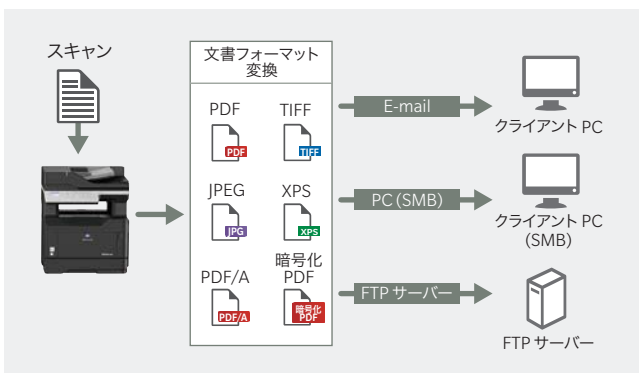 スキャン
文書フォーマット
変換
PDF
TIFF
PDF
TIFF
JPEG
XPS
JPG
XPS
PDF/A
暗号化
PDF
PDF/A
暗号化
PDF
E-mail
クライアント PC
PC (SMB)
クライアント PC
(SMB)
FTP サーバー
FTP サーバー